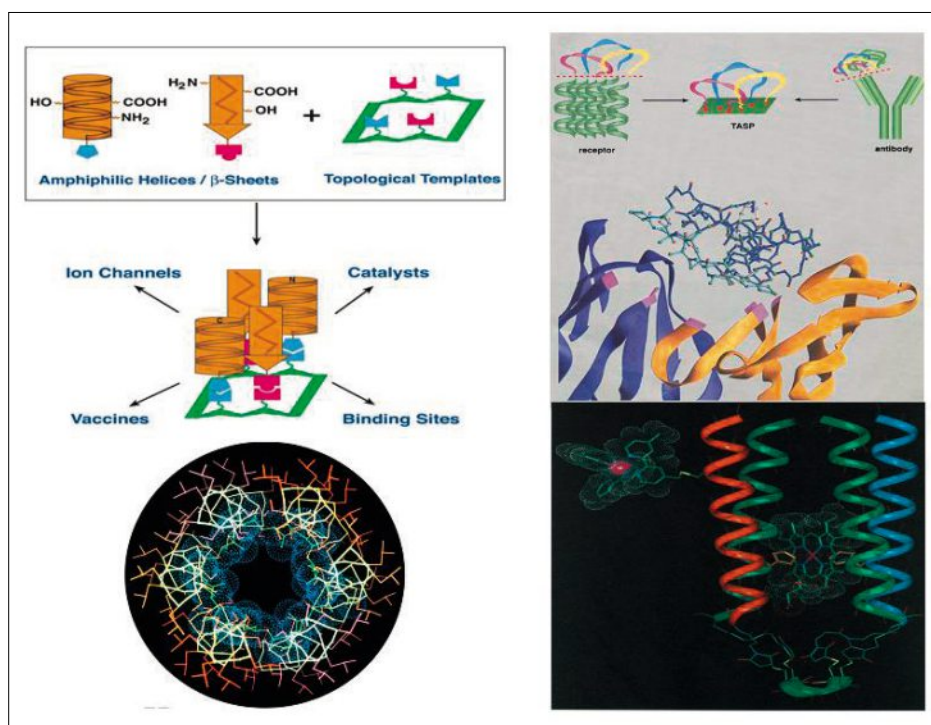 H₂N
COOH
HO
COOH
OH
NH₂
+
Amphiphilic Helices / β-Sheets
Topological Templates
Ion Channels
Catalysts
N
C
Vaccines
Binding Sites
TASP
receptor
antibody